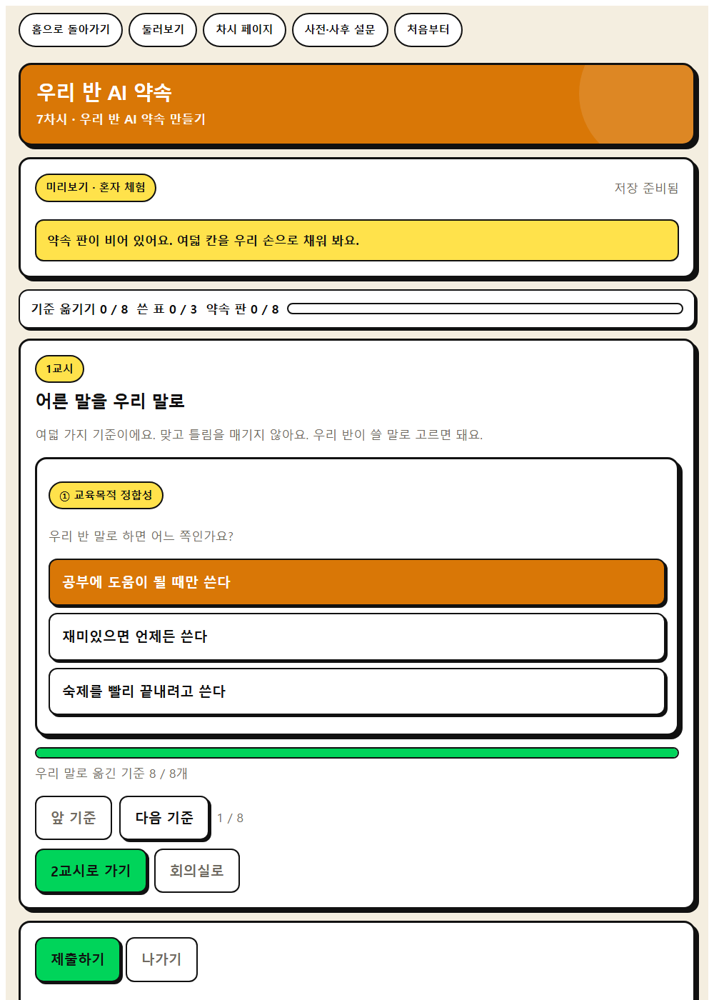 홈으로 돌아가기 둘러보기 차시 페이지 사전·사후 설문 처음부터
우리 반 AI 약속
7차시 · 우리 반 AI 약속 만들기
미리보기 · 혼자 체험 저장 준비됨
약속 판이 비어 있어요. 여덟 칸을 우리 손으로 채워 봐요.
기준 옮기기 0 / 8 쓴 표 0 / 3 약속 판 0 / 8
1교시
어른 말을 우리 말로
여덟 가지 기준이에요. 맞고 틀림을 매기지 않아요. 우리 반이 쓸 말로 고르면 돼요.
① 교육목적 정합성
우리 반 말로 하면 어느 쪽인가요?
공부에 도움이 될 때만 쓴다
재미있으면 언제든 쓴다
숙제를 빨리 끝내려고 쓴다
우리 말로 옮긴 기준 8 / 8개
앞 기준 다음 기준 1 / 8
2교시로 가기 회의실로
제출하기 나가기